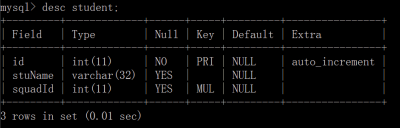 mysql> desc student;
+---------+-------------+------+-----+---------+----------------+
| Field   | Type        | Null | Key | Default | Extra          |
+---------+-------------+------+-----+---------+----------------+
| id      | int(11)     | NO   | PRI | NULL    | auto_increment |
| stuName | varchar(32) | YES  |     | NULL    |                |
| squadId | int(11)     | YES  | MUL | NULL    |                |
+---------+-------------+------+-----+---------+----------------+
3 rows in set (0.01 sec)